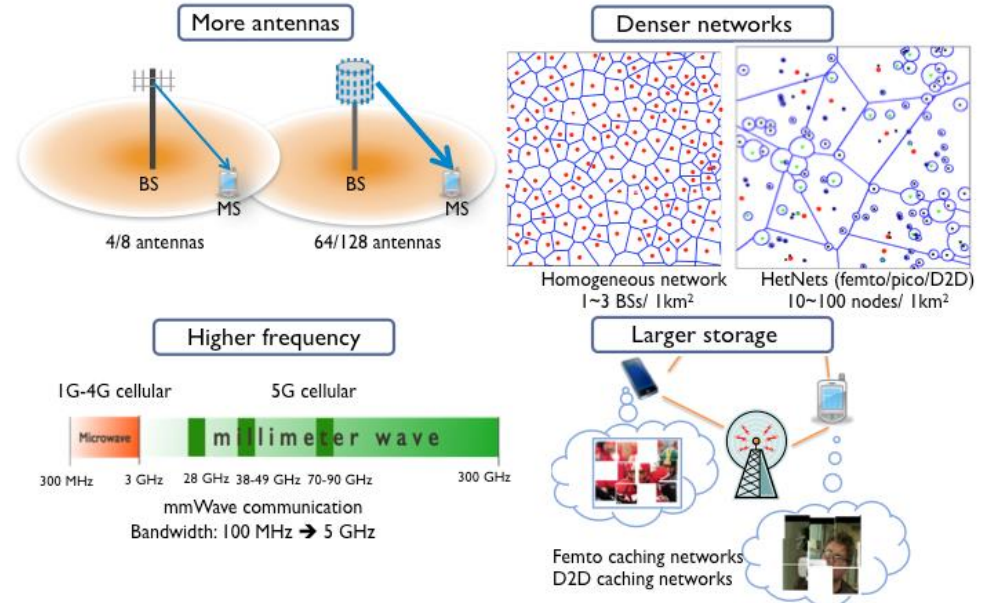 More antennas
BS
MS
BS
MS
4/8 antennas
64/128 antennas
Denser networks
Homogeneous network
1~3 BSs/ 1km²
HetNets (femto/pico/D2D)
10~100 nodes/ 1km²
Higher frequency
1G-4G cellular
5G cellular
Microwave
millimeter wave
300 MHz
3 GHz
28 GHz
38-49 GHz
70-90 GHz
300 GHz
mmWave communication
Bandwidth: 100 MHz ➔ 5 GHz
Larger storage
Femto caching networks
D2D caching networks